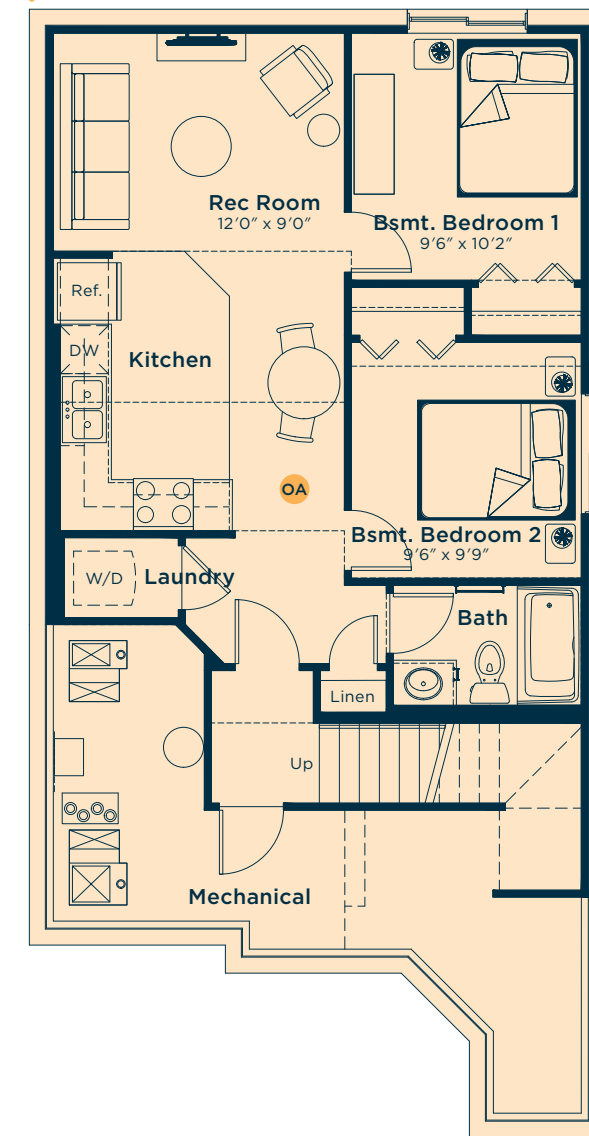 Rec Room
12′0″ x 9′0″
Bsmt. Bedroom 1
9′6″ x 10′2″
Ref.
DW
Kitchen
OA
Bsmt. Bedroom 2
9′6″ x 9′9″
W/D
Laundry
Bath
Linen
Up
Mechanical